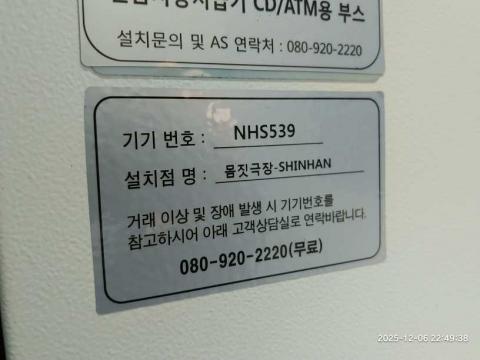 CD/ATM용 부스
설치문의 및 AS 연락처 : 080-920-2220
기기 번호 : NHS539
설치점 명 : 몸짓극장-SHINHAN
거래 이상 및 장애 발생 시 기기번호를
참고하시어 아래 고객상담실로 연락바랍니다.
080-920-2220(무료)
2025-12-06 22:49:38